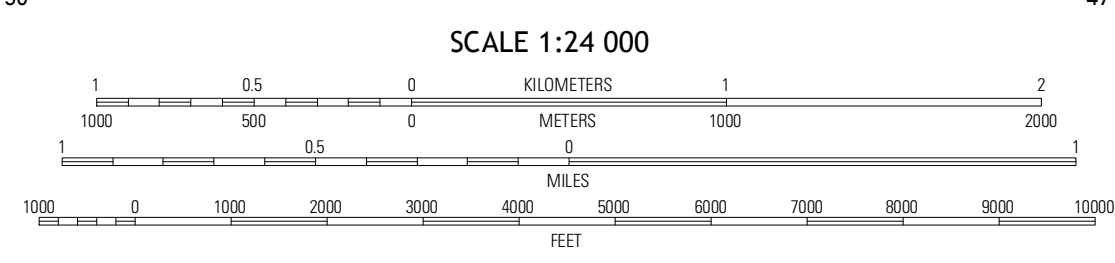 SCALE 1:24 000
1 0.5 0 KILOMETERS 1 2
1000 500 0 METERS 1000 2000
1 0.5 0 1
MILES
1000 0 1000 2000 3000 4000 5000 6000 7000 8000 9000 10000
FEET